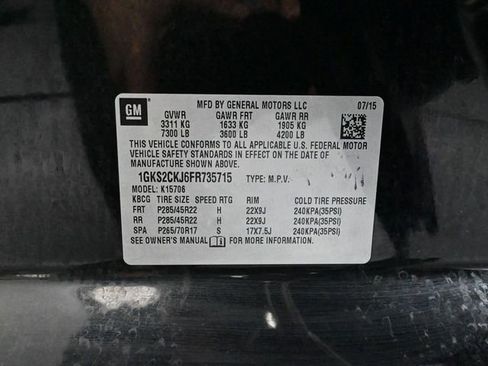 GM
MFD BY GENERAL MOTORS LLC 07/15
GVWR GAWR FRT GAWR RR
3311 KG 1633 KG 1905 KG
7300 LB 3600 LB 4200 LB
THIS VEHICLE CONFORMS TO ALL APPLICABLE U.S. FEDERAL MOTOR
VEHICLE SAFETY STANDARDS IN EFFECT ON THE DATE OF
MANUFACTURE SHOWN ABOVE.
1GKS2CKJ6FR735715 TYPE: M.P.V.
MODEL: K15706
KBCG TIRE SIZE SPEED RTG RIM COLD TIRE PRESSURE
FRT P285/45R22 H 22X9J 240KPA(35PSI)
RR P285/45R22 H 22X9J 240KPA(35PSI)
SPA P265/70R17 S 17X7.5J 240KPA(35PSI)
SEE OWNER'S MANUAL FOR MORE INFORMATION.